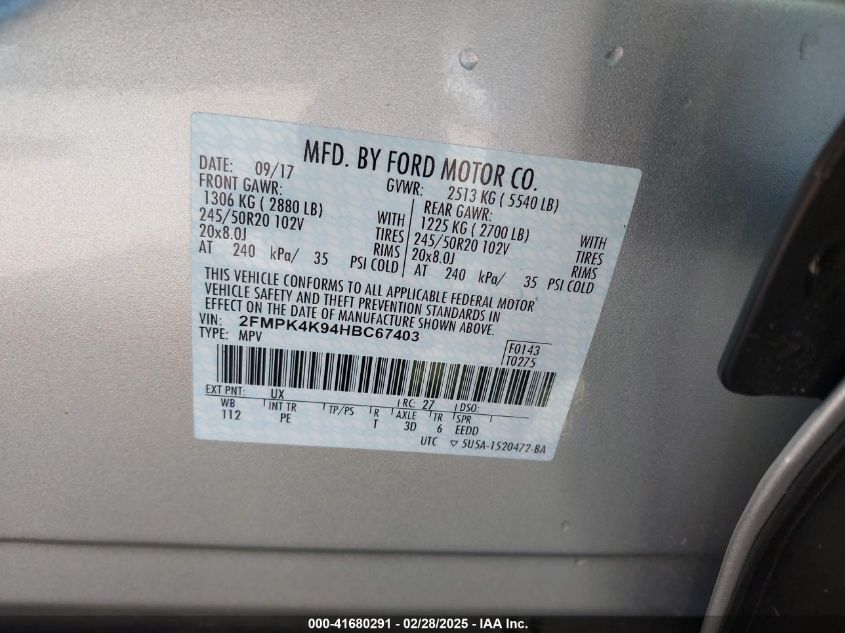 MFD. BY FORD MOTOR CO.
DATE: 09/17 GVWR: 2513 KG ( 5540 LB)
FRONT GAWR: REAR GAWR:
1306 KG ( 2880 LB) WITH 1225 KG ( 2700 LB) WITH
245/50R20 102V TIRES 245/50R20 102V TIRES
20x8.0J RIMS 20x8.0J RIMS
AT 240 kPa/ 35 PSI COLD AT 240 kPa/ 35 PSI COLD
THIS VEHICLE CONFORMS TO ALL APPLICABLE FEDERAL MOTOR
VEHICLE SAFETY AND THEFT PREVENTION STANDARDS IN
EFFECT ON THE DATE OF MANUFACTURE SHOWN ABOVE.
VIN: 2FMPK4K94HBC67403
TYPE: MPV
F0143
T0275
EXT PNT: UX RC: 27 DSO:
WB INT TR TP/PS R AXLE TR SPR
112 PE T 3D 6 EEDD
UTC ▽ 5U5A-1520472-BA
000-41680291 - 02/28/2025 - IAA Inc.